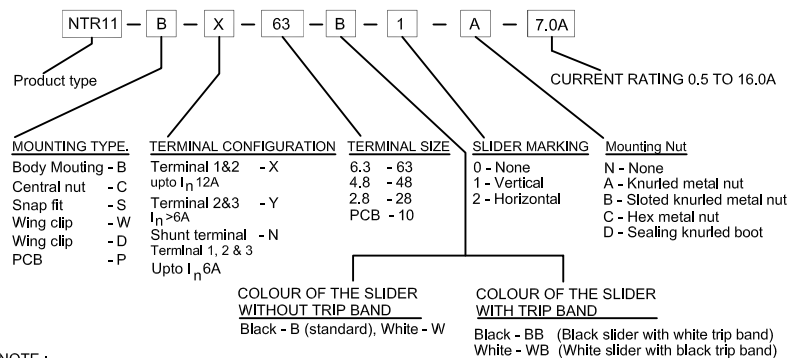 NTR11 - B - X - 63 - B - 1 - A - 7.0A
Product type
CURRENT RATING 0.5 TO 16.0A
MOUNTING TYPE.
Body Mouting - B
Central nut - C
Snap fit - S
Wing clip - W
Wing clip - D
PCB - P
TERMINAL CONFIGURATION
Terminal 1&2 - X
upto In 12A
Terminal 2&3 - Y
In >6A
Shunt terminal - N
Terminal 1, 2 & 3
Upto In 6A
TERMINAL SIZE
6.3 - 63
4.8 - 48
2.8 - 28
PCB - 10
SLIDER MARKING
0 - None
1 - Vertical
2 - Horizontal
Mounting Nut
N - None
A - Knurled metal nut
B - Sloted knurled metal nut
C - Hex metal nut
D - Sealing knurled boot
COLOUR OF THE SLIDER
WITHOUT TRIP BAND
Black - B (standard), White - W
COLOUR OF THE SLIDER
WITH TRIP BAND
Black - BB (Black slider with white trip band)
White - WB (White slider with black trip band)
NOTE :